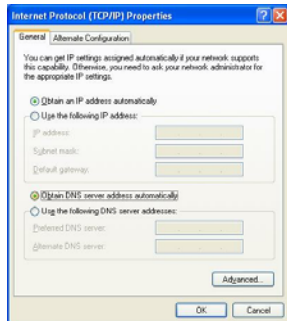 Internet Protocol (TCP/IP) Properties
General
Alternate Configuration
You can get IP settings assigned automatically if your network supports
this capability. Otherwise, you need to ask your network administrator for
the appropriate IP settings.
Obtain an IP address automatically
Use the following IP address:
IP address:
Subnet mask:
Default gateway:
Obtain DNS server address automatically
Use the following DNS server addresses:
Preferred DNS server:
Alternate DNS server:
Advanced...
OK
Cancel